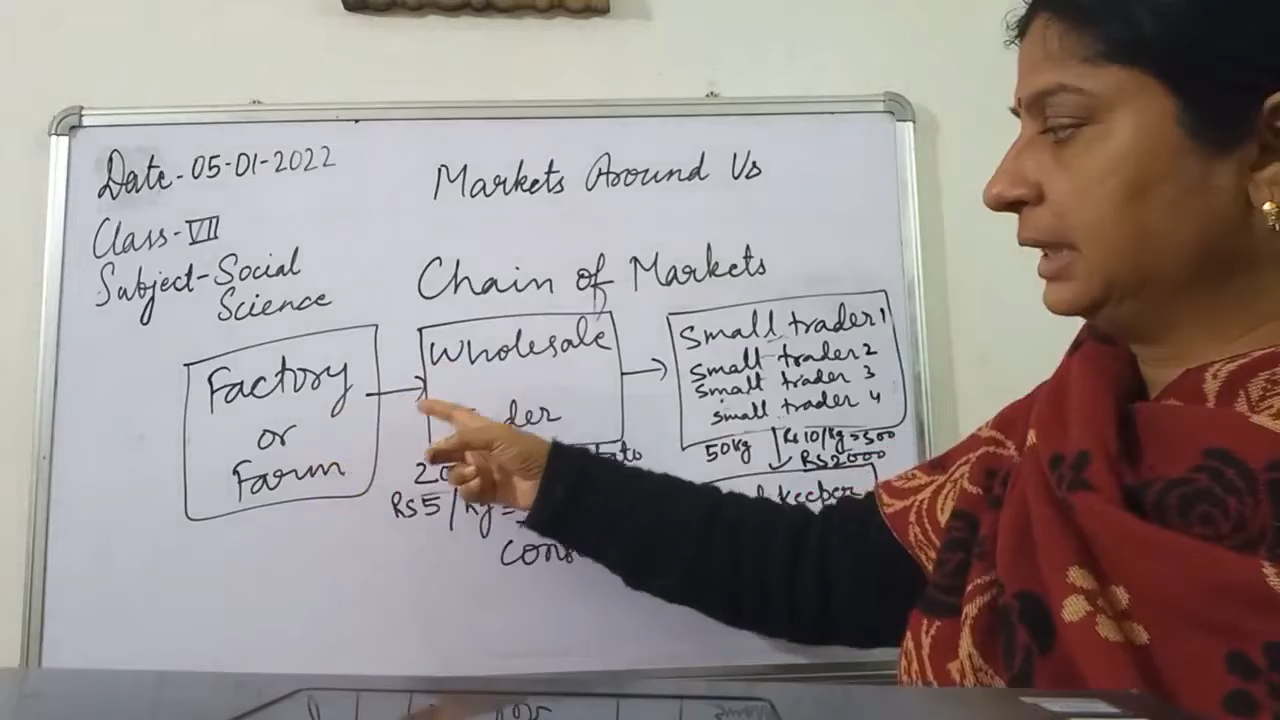 Date-05-01-2022
Markets Around Us
Class-VII
Subject-Social
Science
Chain of Markets
Factory
or
Farm
Wholesale
Small trader 1
Small trader 2
Small trader 3
small trader 4
50kg
Rs 10/kg=500
Rs 2000
keeper
Rs 5/kg=